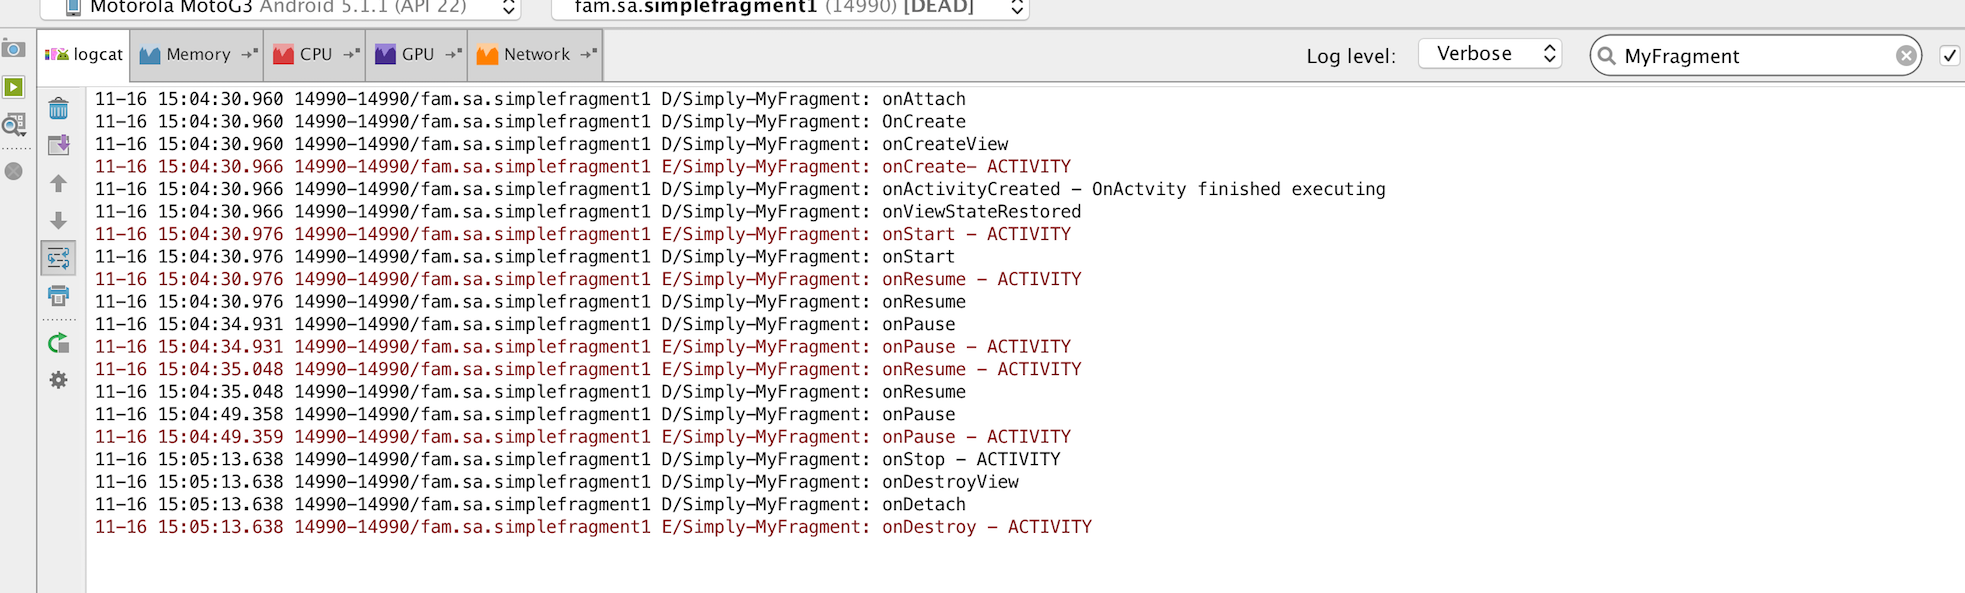 Motorola MotoG3 Android 5.1.1 (API 22) fam.sa.simplefragment1 (14990) [DEAD]
logcat Memory CPU GPU Network Log level: Verbose MyFragment
11-16 15:04:30.960 14990-14990/fam.sa.simplefragment1 D/Simply-MyFragment: onAttach
11-16 15:04:30.960 14990-14990/fam.sa.simplefragment1 D/Simply-MyFragment: OnCreate
11-16 15:04:30.960 14990-14990/fam.sa.simplefragment1 D/Simply-MyFragment: onCreateView
11-16 15:04:30.966 14990-14990/fam.sa.simplefragment1 E/Simply-MyFragment: onCreate- ACTIVITY
11-16 15:04:30.966 14990-14990/fam.sa.simplefragment1 D/Simply-MyFragment: onActivityCreated - OnActvity finished executing
11-16 15:04:30.966 14990-14990/fam.sa.simplefragment1 D/Simply-MyFragment: onViewStateRestored
11-16 15:04:30.976 14990-14990/fam.sa.simplefragment1 E/Simply-MyFragment: onStart - ACTIVITY
11-16 15:04:30.976 14990-14990/fam.sa.simplefragment1 D/Simply-MyFragment: onStart
11-16 15:04:30.976 14990-14990/fam.sa.simplefragment1 E/Simply-MyFragment: onResume - ACTIVITY
11-16 15:04:30.976 14990-14990/fam.sa.simplefragment1 D/Simply-MyFragment: onResume
11-16 15:04:34.931 14990-14990/fam.sa.simplefragment1 D/Simply-MyFragment: onPause
11-16 15:04:34.931 14990-14990/fam.sa.simplefragment1 E/Simply-MyFragment: onPause - ACTIVITY
11-16 15:04:35.048 14990-14990/fam.sa.simplefragment1 E/Simply-MyFragment: onResume - ACTIVITY
11-16 15:04:35.048 14990-14990/fam.sa.simplefragment1 D/Simply-MyFragment: onResume
11-16 15:04:49.358 14990-14990/fam.sa.simplefragment1 D/Simply-MyFragment: onPause
11-16 15:04:49.359 14990-14990/fam.sa.simplefragment1 E/Simply-MyFragment: onPause - ACTIVITY
11-16 15:05:13.638 14990-14990/fam.sa.simplefragment1 D/Simply-MyFragment: onStop - ACTIVITY
11-16 15:05:13.638 14990-14990/fam.sa.simplefragment1 D/Simply-MyFragment: onDestroyView
11-16 15:05:13.638 14990-14990/fam.sa.simplefragment1 D/Simply-MyFragment: onDetach
11-16 15:05:13.638 14990-14990/fam.sa.simplefragment1 E/Simply-MyFragment: onDestroy - ACTIVITY